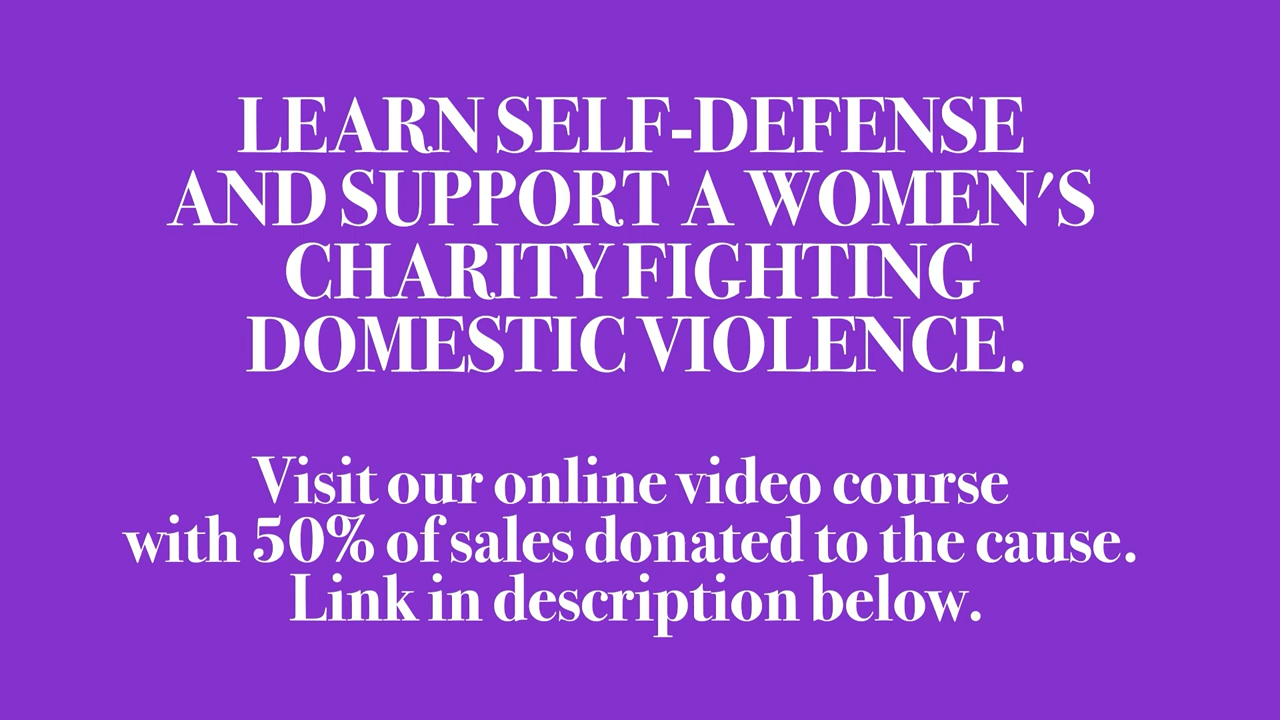 LEARN SELF-DEFENSE
AND SUPPORT A WOMEN'S
CHARITY FIGHTING
DOMESTIC VIOLENCE.
Visit our online video course
with 50% of sales donated to the cause.
Link in description below.